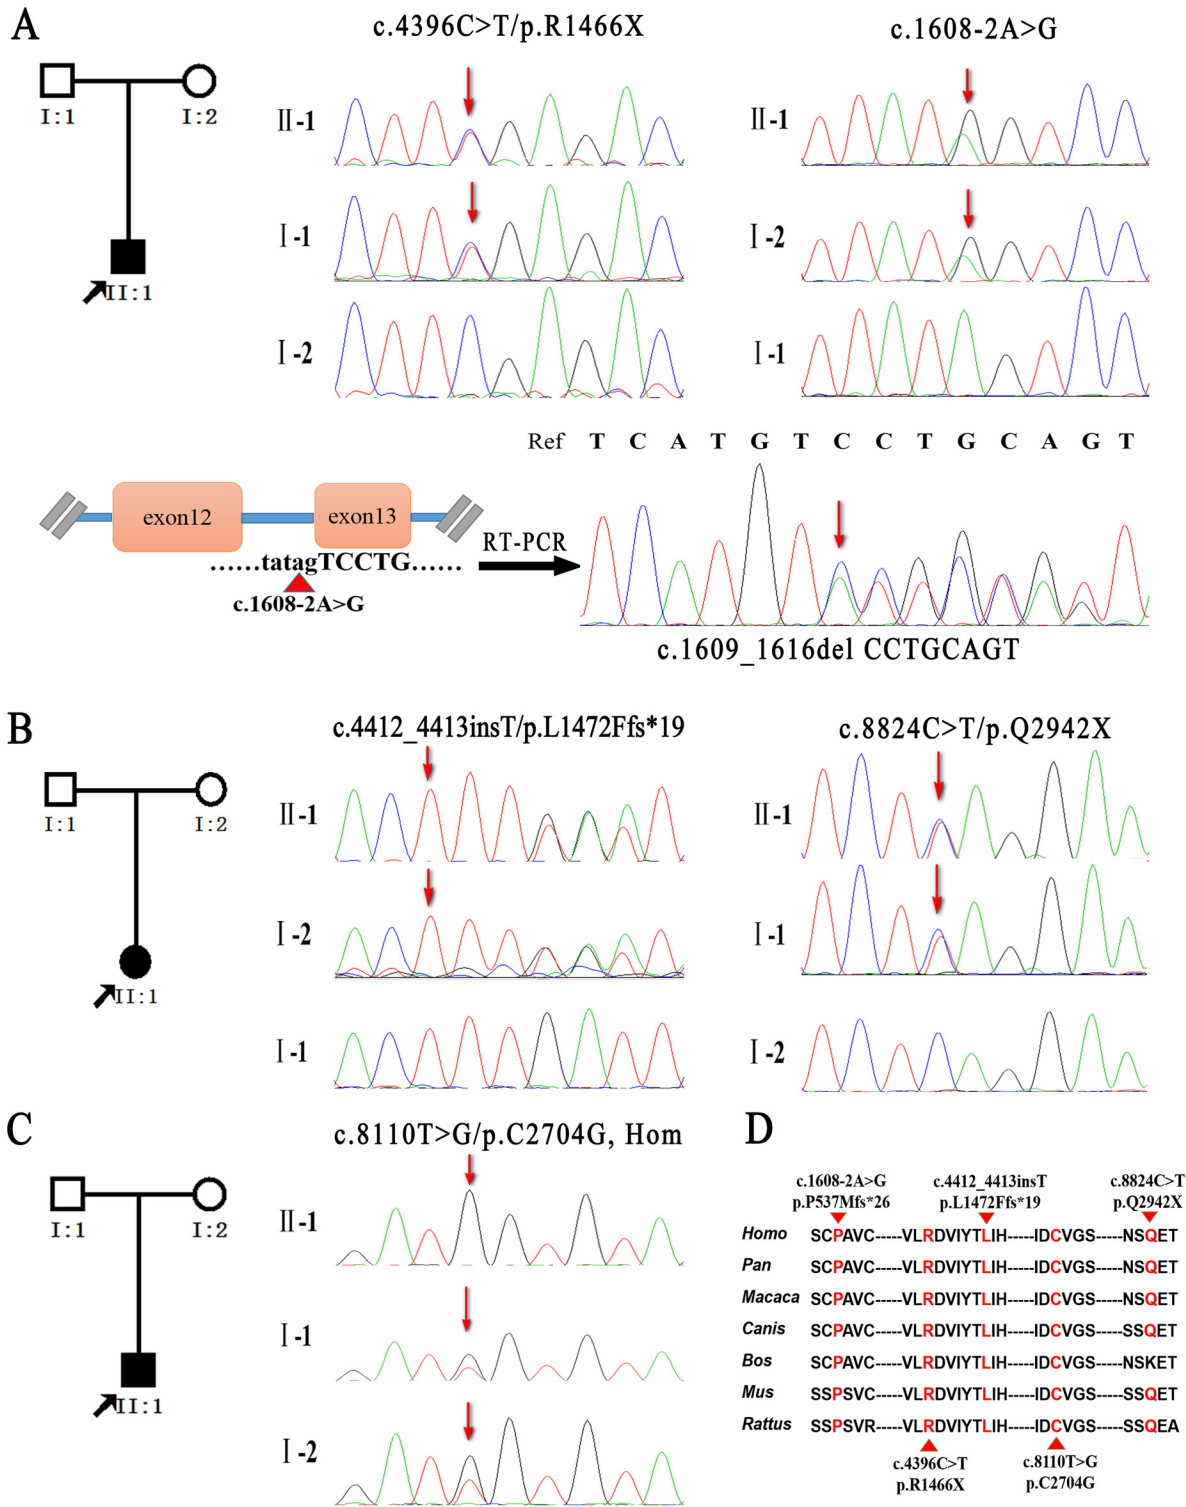 A
c.4396C>T/p.R1466X
c.1608-2A>G
I:1
I:2
II:1
II-1
I-1
I-2
II-1
I-2
I-1
Ref T C A T G T C C T G C A G T
exon12
exon13
......tatagTCCTG......
c.1608-2A>G
RT-PCR
c.1609_1616del CCTGCAGT
B
c.4412_4413insT/p.L1472Ffs*19
c.8824C>T/p.Q2942X
I:1
I:2
II:1
II-1
I-2
I-1
II-1
I-1
I-2
C
c.8110T>G/p.C2704G, Hom
I:1
I:2
II:1
II-1
I-1
I-2
D
c.1608-2A>G
p.P537Mfs*26
c.4412_4413insT
p.L1472Ffs*19
c.8824C>T
p.Q2942X
Homo SCPAVC-----VLRDVIYTLIH-----IDCVGS-----NSQET
Pan SCPAVC-----VLRDVIYTLIH-----IDCVGS-----NSQET
Macaca SCPAVC-----VLRDVIYTLIH-----IDCVGS-----NSQET
Canis SCPAVC-----VLRDVIYTLIH-----IDCVGS-----SSQET
Bos SCPAVC-----VLRDVIYTLIH-----IDCVGS-----NSKET
Mus SSPSVC-----VLRDVIYTLIH-----IDCVGS-----SSQET
Rattus SSPSVR-----VLRDVIYTLIH-----IDCVGS-----SSQEA
c.4396C>T
p.R1466X
c.8110T>G
p.C2704G